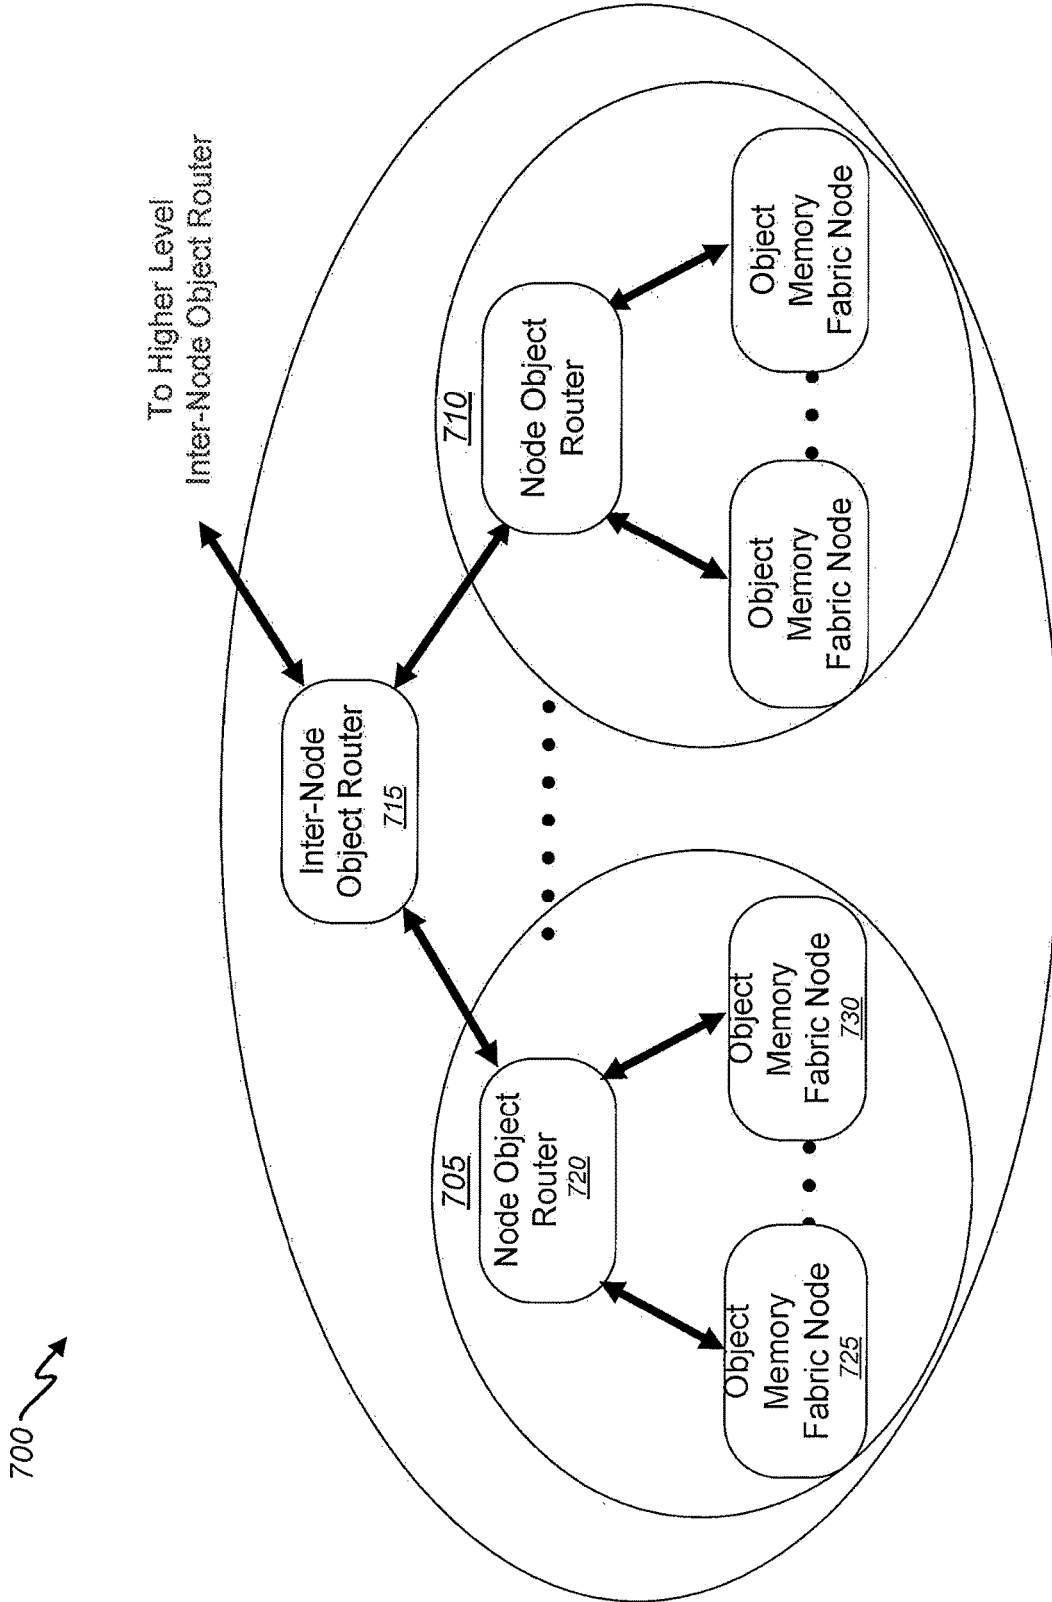 700
To Higher Level
Inter-Node Object Router
Inter-Node
Object Router
715
705
Node Object
Router
720
Object
Memory
Fabric Node
725
Object
Memory
Fabric Node
730
710
Node Object
Router
Object
Memory
Fabric Node
Object
Memory
Fabric Node